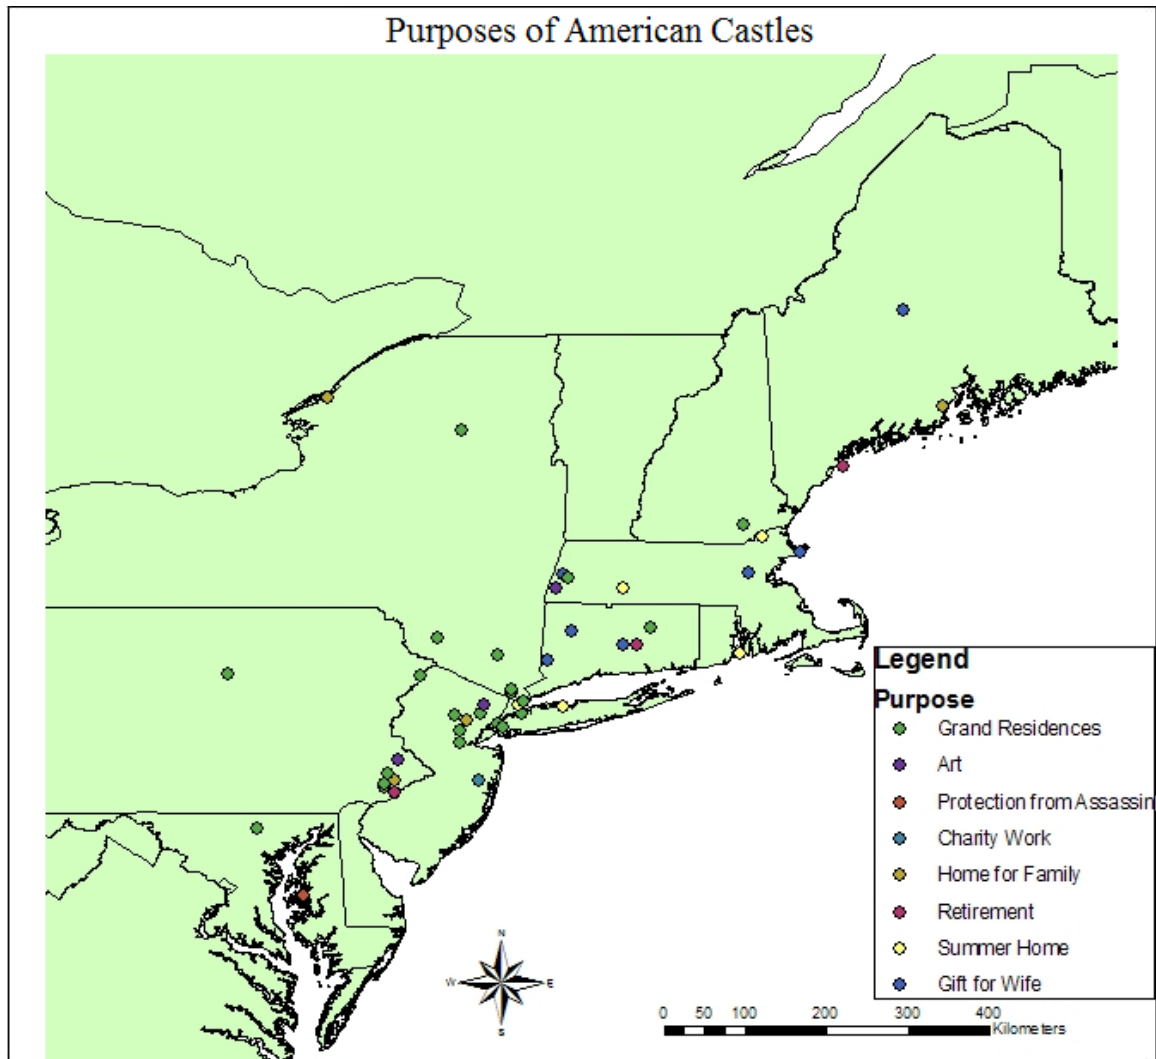 Purposes of American Castles
Legend
Purpose
Grand Residences
Art
Protection from Assassin
Charity Work
Home for Family
Retirement
Summer Home
Gift for Wife
N
W
E
S
0 50 100 200 300 400
Kilometers